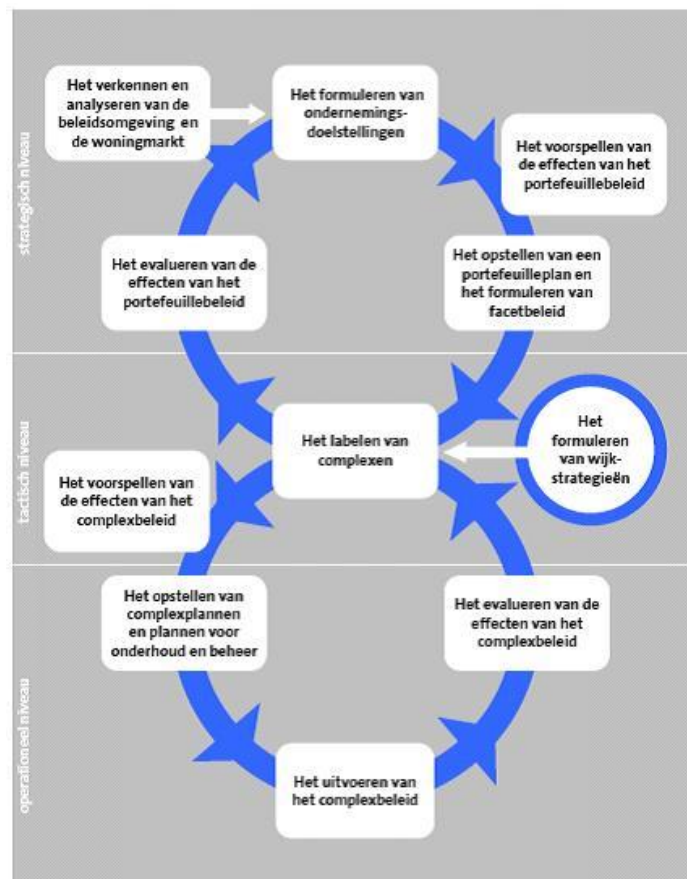 strategisch niveau
Het verkennen en
analyseren van de
beleidsomgeving en
de woningmarkt
Het formuleren van
ondernemings-
doelstellingen
Het voorspellen van
de effecten van het
portefeuillebeleid
Het evalueren van de
effecten van het
portefeuillebeleid
Het opstellen van een
portefeuilleplan en
het formuleren van
facetbeleid
tactisch niveau
Het labelen van
complexen
Het
formuleren
van wijk-
strategieën
Het voorspellen van
de effecten van het
complexbeleid
operationeel niveau
Het opstellen van
complexplannen
en plannen voor
onderhoud en beheer
Het evalueren van de
effecten van het
complexbeleid
Het uitvoeren van
het complexbeleid